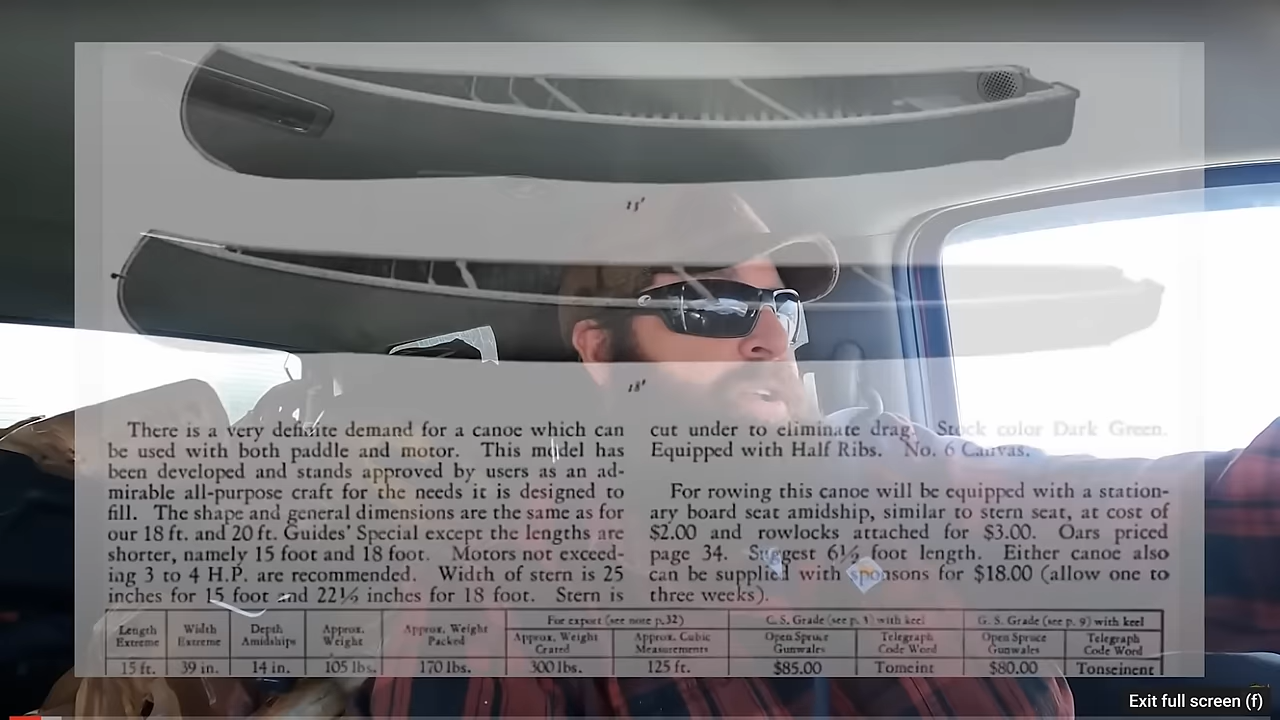 15'
18'
There is a very definite demand for a canoe which can
be used with both paddle and motor. This model has
been developed and stands approved by users as an ad-
mirable all-purpose craft for the needs it is designed to
fill. The shape and general dimensions are the same as for
our 18 ft. and 20 ft. Guides' Special except the lengths are
shorter, namely 15 foot and 18 foot. Motors not exceed-
ing 3 to 4 H.P. are recommended. Width of stern is 25
inches for 15 foot and 22½ inches for 18 foot. Stern is
cut under to eliminate drag. Stock color Dark Green.
Equipped with Half Ribs. No. 6 Canvas.
For rowing this canoe will be equipped with a station-
ary board seat amidship, similar to stern seat, at cost of
$2.00 and rowlocks attached for $3.00. Oars priced
page 34. Suggest 6½ foot length. Either canoe also
can be supplied with sponsons for $18.00 (allow one to
three weeks).
For export (see note p.32) C. S. Grade (see p. ) with keel G. S. Grade (see p. 9) with keel
Length Extreme Width Extreme Depth Amidships Approx. Weight Approx. Weight Packed Approx. Weight Crated Approx. Cubic Measurements Open Spruce Gunwales Telegraph Code Word Open Spruce Gunwales Telegraph Code Word
15 ft. 39 in. 14 in. 105 lbs. 170 lbs. 300 lbs. 125 ft. $85.00 Tomeint $80.00 Tonseinent
Exit full screen (f)